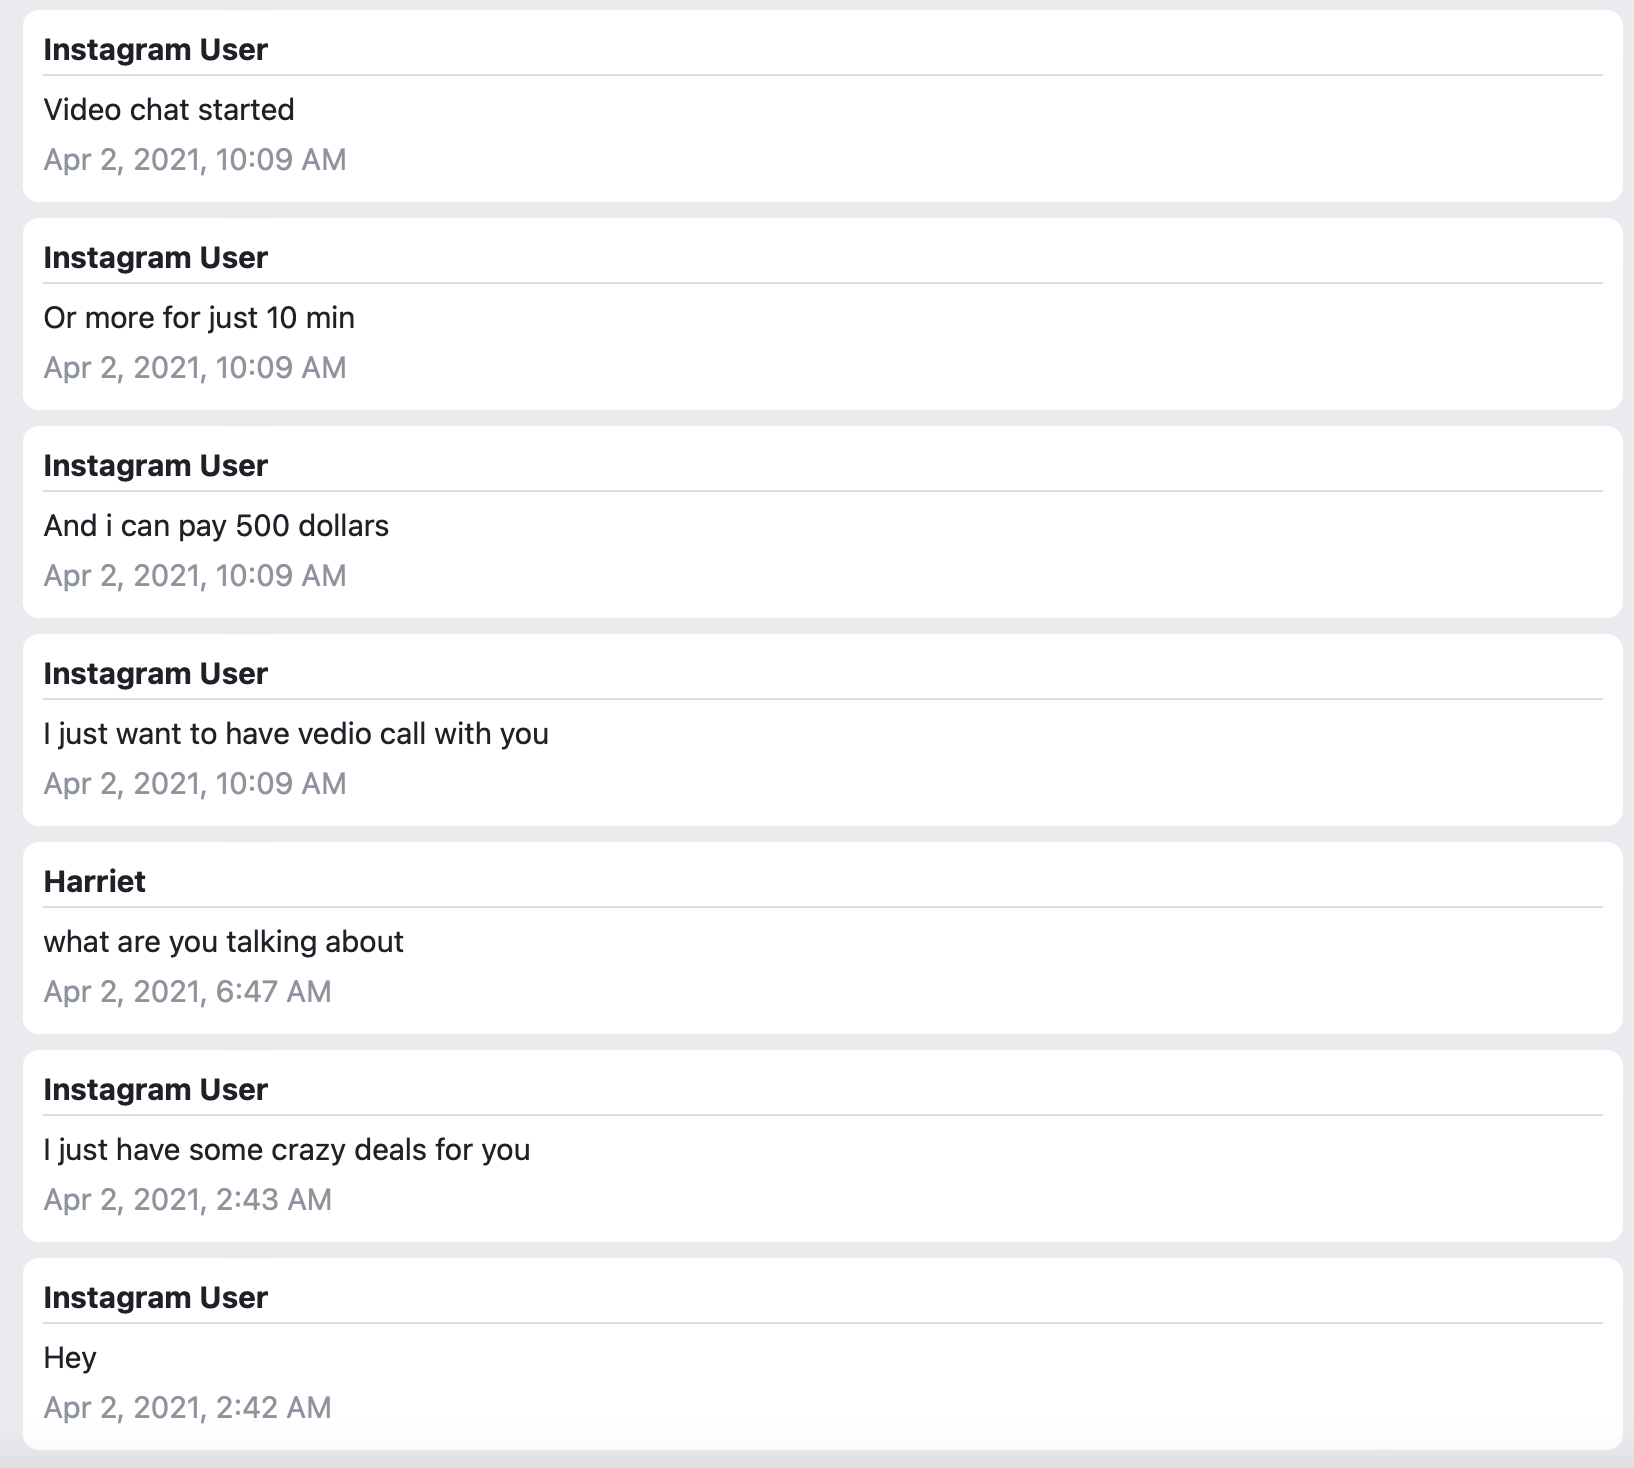 Instagram User
Video chat started
Apr 2, 2021, 10:09 AM
Instagram User
Or more for just 10 min
Apr 2, 2021, 10:09 AM
Instagram User
And i can pay 500 dollars
Apr 2, 2021, 10:09 AM
Instagram User
I just want to have vedio call with you
Apr 2, 2021, 10:09 AM
Harriet
what are you talking about
Apr 2, 2021, 6:47 AM
Instagram User
I just have some crazy deals for you
Apr 2, 2021, 2:43 AM
Instagram User
Hey
Apr 2, 2021, 2:42 AM